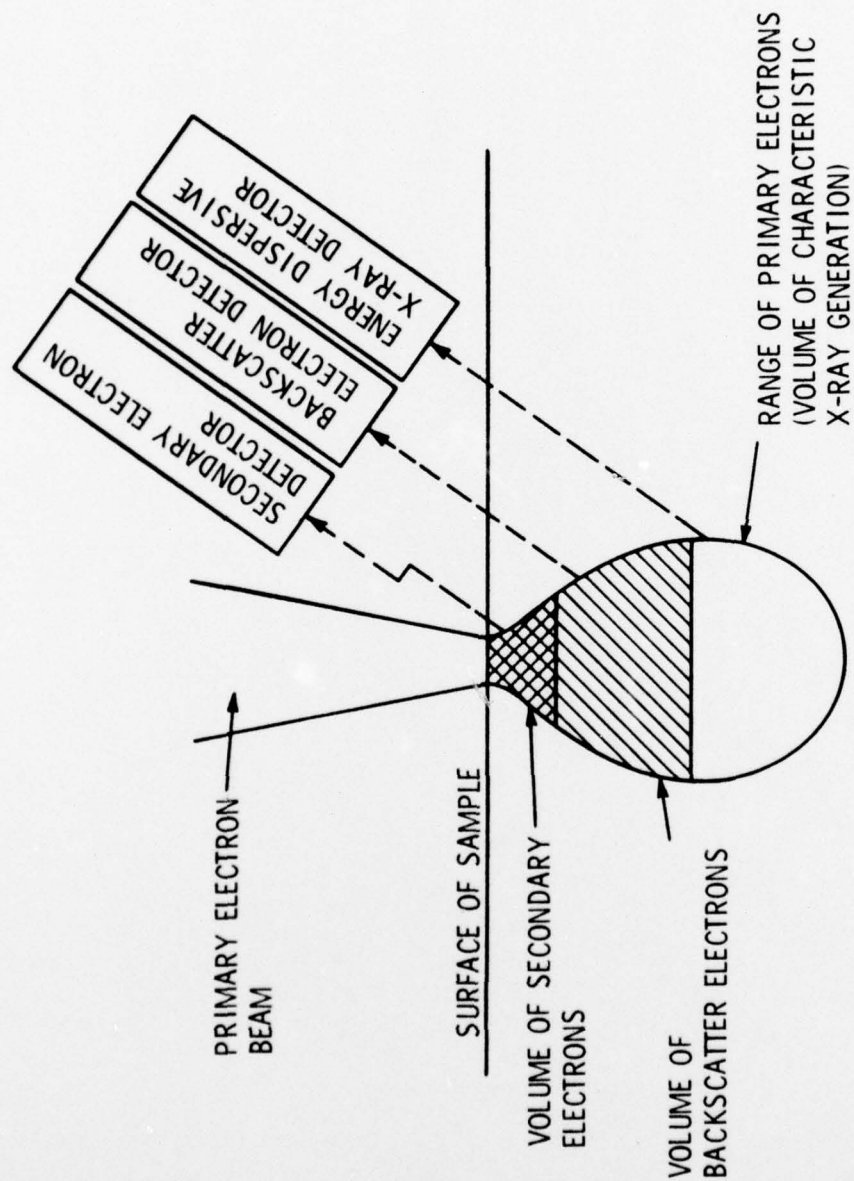 PRIMARY ELECTRON
BEAM
SECONDARY ELECTRON
DETECTOR
BACKSCATTER
ELECTRON DETECTOR
ENERGY DISPERSIVE
X-RAY DETECTOR
SURFACE OF SAMPLE
VOLUME OF SECONDARY
ELECTRONS
VOLUME OF
BACKSCATTER ELECTRONS
RANGE OF PRIMARY ELECTRONS
(VOLUME OF CHARACTERISTIC
X-RAY GENERATION)